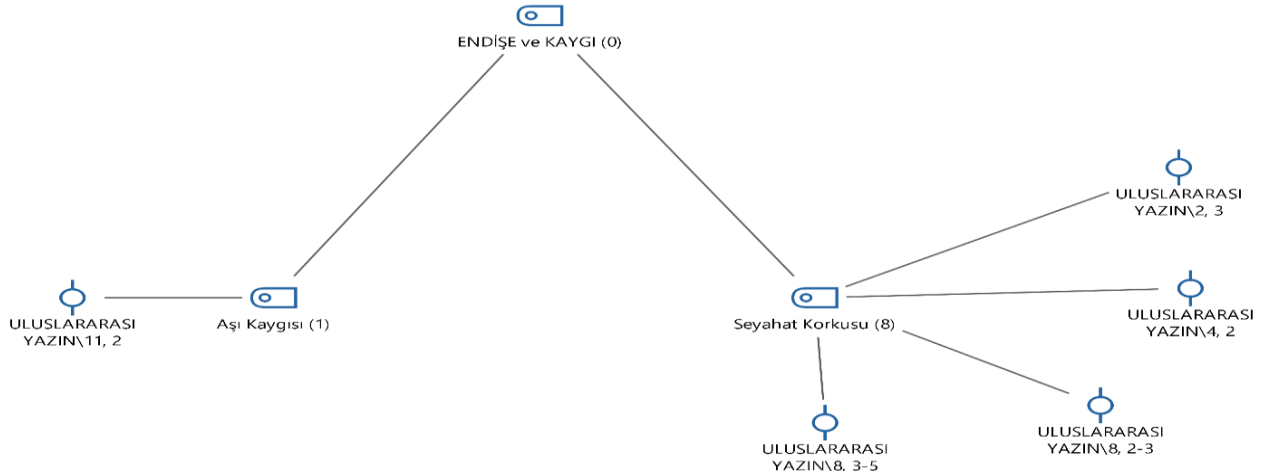 ENDİŞE ve KAYGI (0)
ULUSLARARASI
YAZIN\2, 3
ULUSLARARASI
YAZIN\11, 2
Aşı Kaygısı (1)
Seyahat Korkusu (8)
ULUSLARARASI
YAZIN\4, 2
ULUSLARARASI
YAZIN\8, 2-3
ULUSLARARASI
YAZIN\8, 3-5